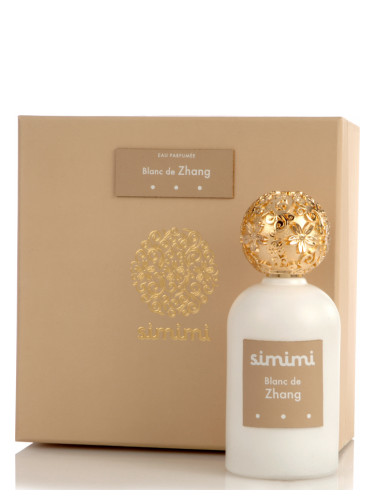 EAU PARFUMÉE
Blanc de Zhang
simimi
simimi
Blanc de
Zhang